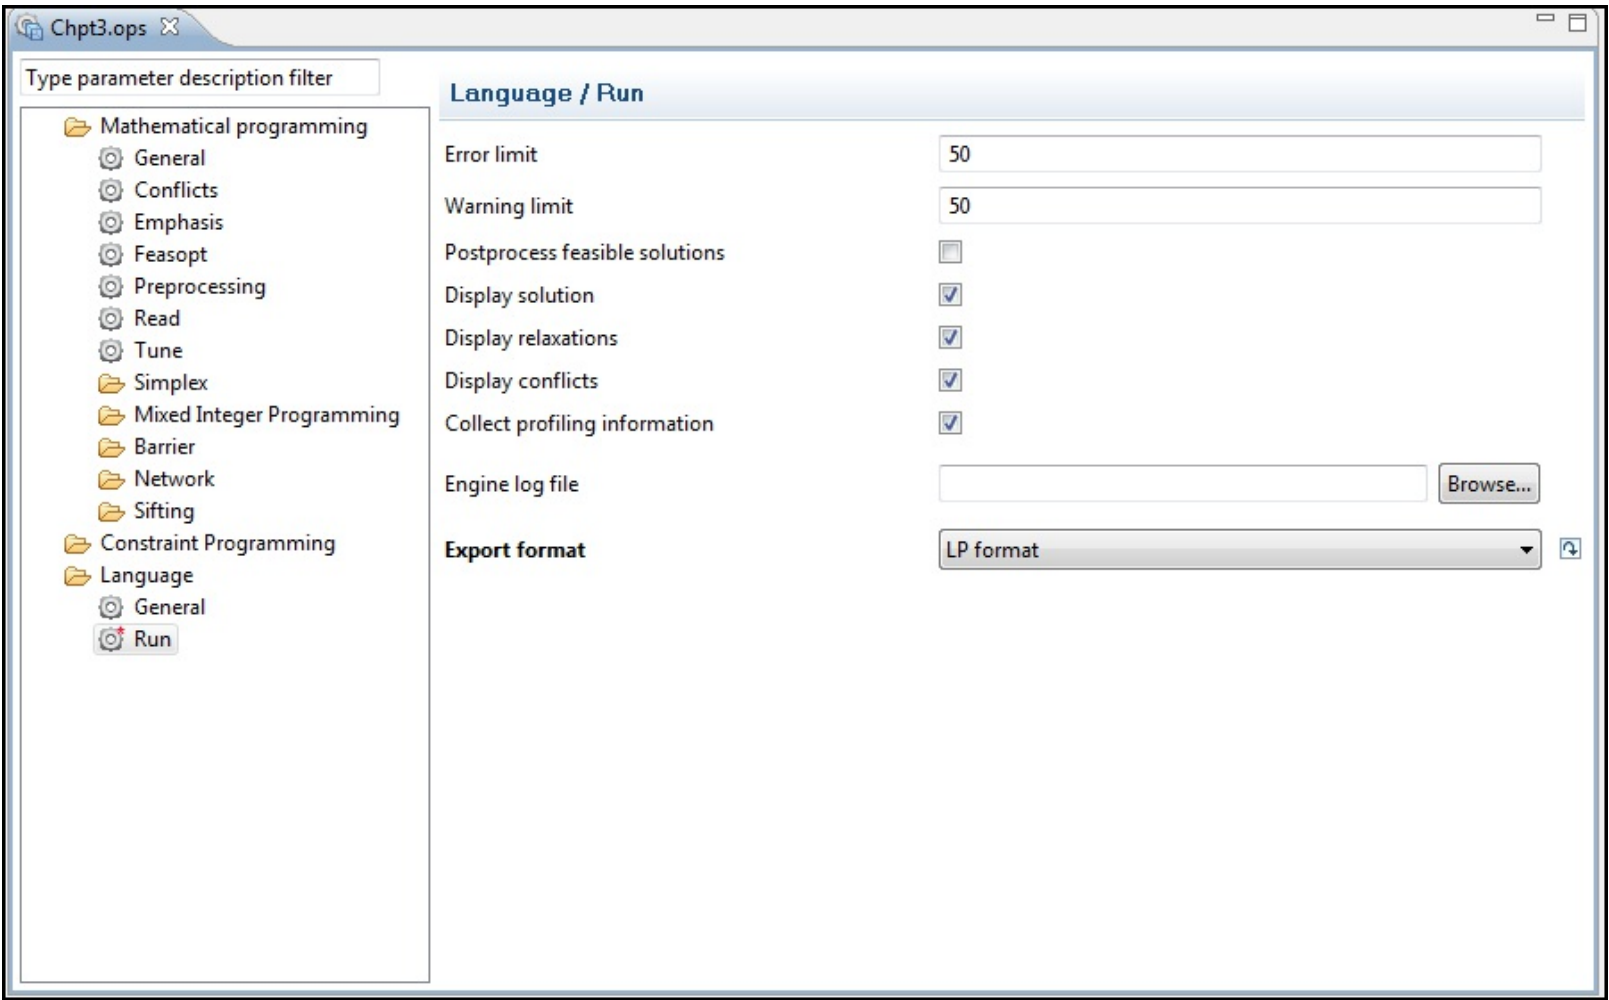 Chpt3.ops
Type parameter description filter
Mathematical programming
General
Conflicts
Emphasis
Feasopt
Preprocessing
Read
Tune
Simplex
Mixed Integer Programming
Barrier
Network
Sifting
Constraint Programming
Language
General
Run
Language / Run
Error limit 50
Warning limit 50
Postprocess feasible solutions
Display solution
Display relaxations
Display conflicts
Collect profiling information
Engine log file Browse...
Export format LP format